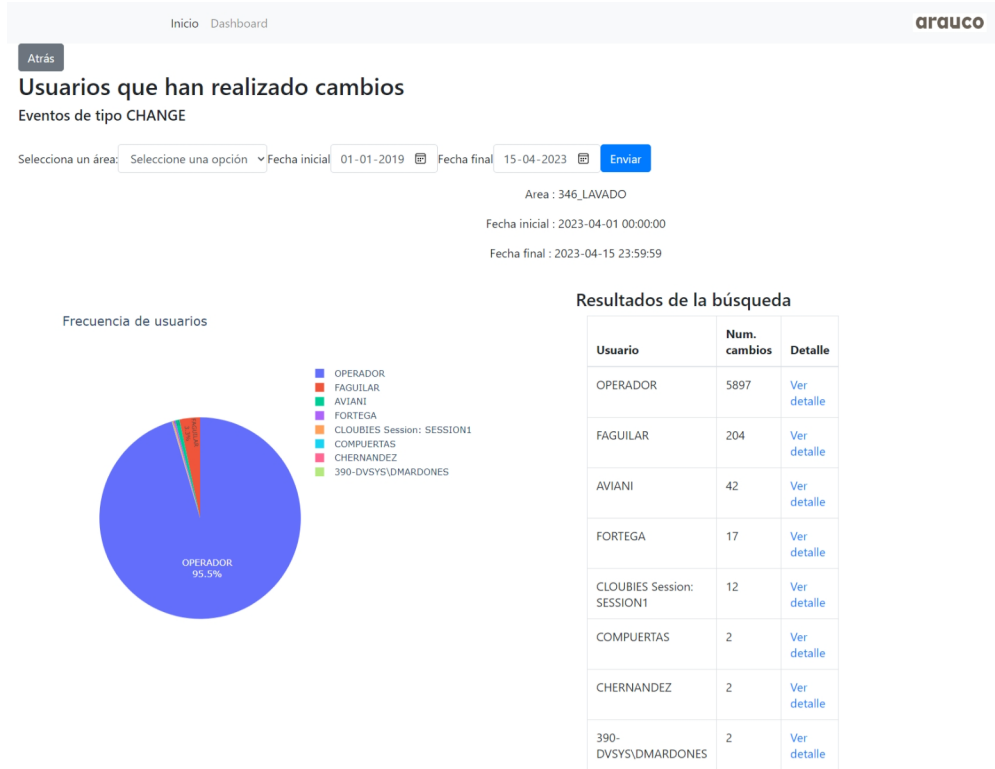 Inicio Dashboard
arauco
Atrás
Usuarios que han realizado cambios
Eventos de tipo CHANGE
Selecciona un área: Seleccione una opción Fecha inicial 01-01-2019 Fecha final 15-04-2023 Enviar
Area : 346_LAVADO
Fecha inicial : 2023-04-01 00:00:00
Fecha final : 2023-04-15 23:59:59
Frecuencia de usuarios
OPERADOR
FAGUILAR
AVIANI
FORTEGA
CLOUBIES Session: SESSION1
COMPUERTAS
CHERNANDEZ
390-DVSYS\DMARDONES
FAGUILAR
OPERADOR
95.5%
Resultados de la búsqueda
Usuario Num. cambios Detalle
OPERADOR 5897 Ver detalle
FAGUILAR 204 Ver detalle
AVIANI 42 Ver detalle
FORTEGA 17 Ver detalle
CLOUBIES Session: SESSION1 12 Ver detalle
COMPUERTAS 2 Ver detalle
CHERNANDEZ 2 Ver detalle
390-DVSYS\DMARDONES 2 Ver detalle